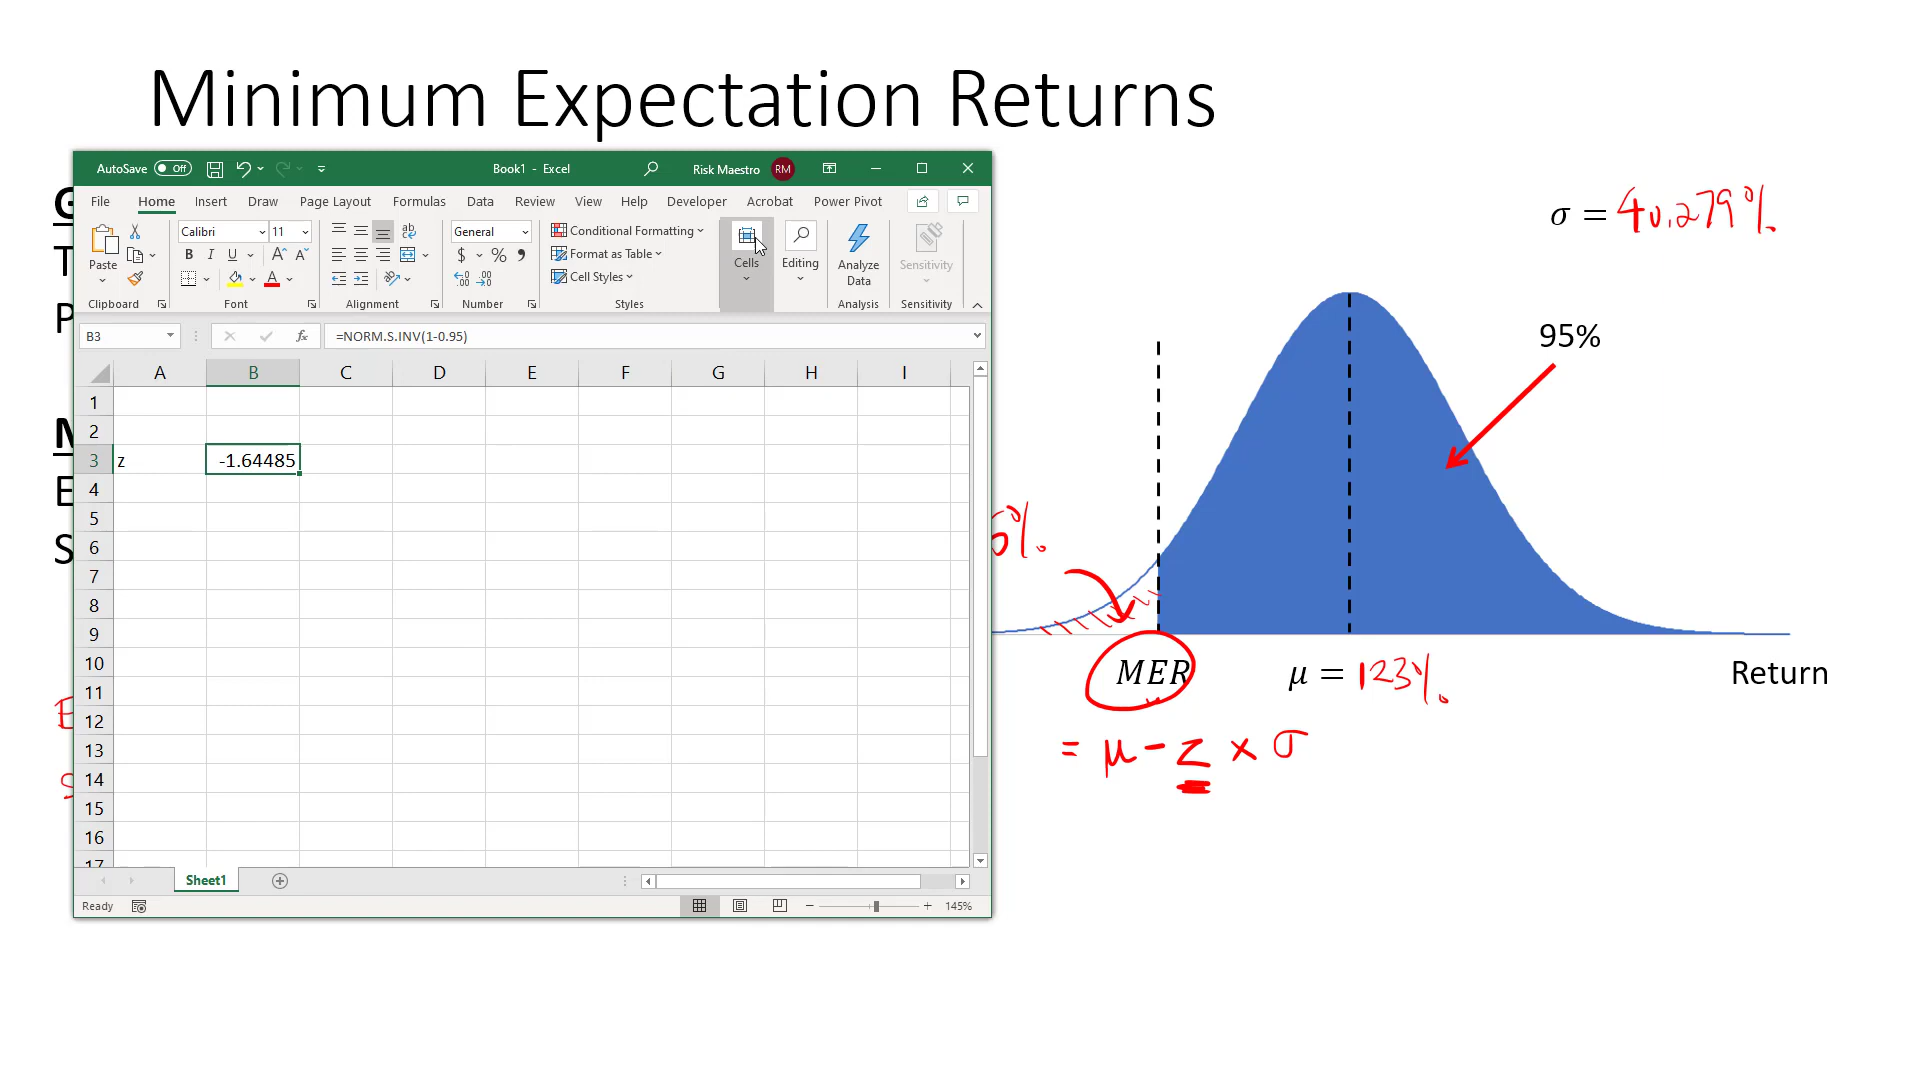 Minimum Expectation Returns
AutoSave Off Book1 - Excel Risk Maestro RM
File Home Insert Draw Page Layout Formulas Data Review View Help Developer Acrobat Power Pivot
Paste
Clipboard
Calibri 11
B I U A A
Font
ab
Alignment
General
$ % ,
Number
Conditional Formatting
Format as Table
Cell Styles
Styles
Cells
Editing
Analyze
Data
Analysis
Sensitivity
Sensitivity
B3 fx =NORM.S.INV(1-0.95)
A B C D E F G H I
1
2
3 z -1.64485
4
5
6
7
8
9
10
11
12
13
14
15
16
17
Sheet1
Ready 145%
T
P
E
S
σ = 40.279%
95%
5%
MER
μ = 123%
Return
= μ - z × σ